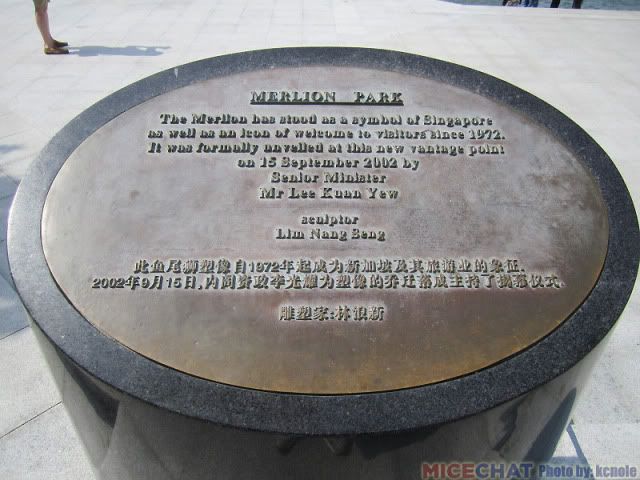 MERLION PARK
The Merlion has stood as a symbol of Singapore
as well as an icon of welcome to visitors since 1972.
It was formally unveiled at this new vantage point
on 15 September 2002 by
Senior Minister
Mr Lee Kuan Yew
sculptor
Lim Nang Seng
此鱼尾狮塑像自1972年起成为新加坡及其旅游业的象征.
2002年9月15日,内阁资政李光耀为塑像的乔迁落成主持了揭幕仪式.
雕塑家:林浪新
MICECHAT Photo by: kcnole